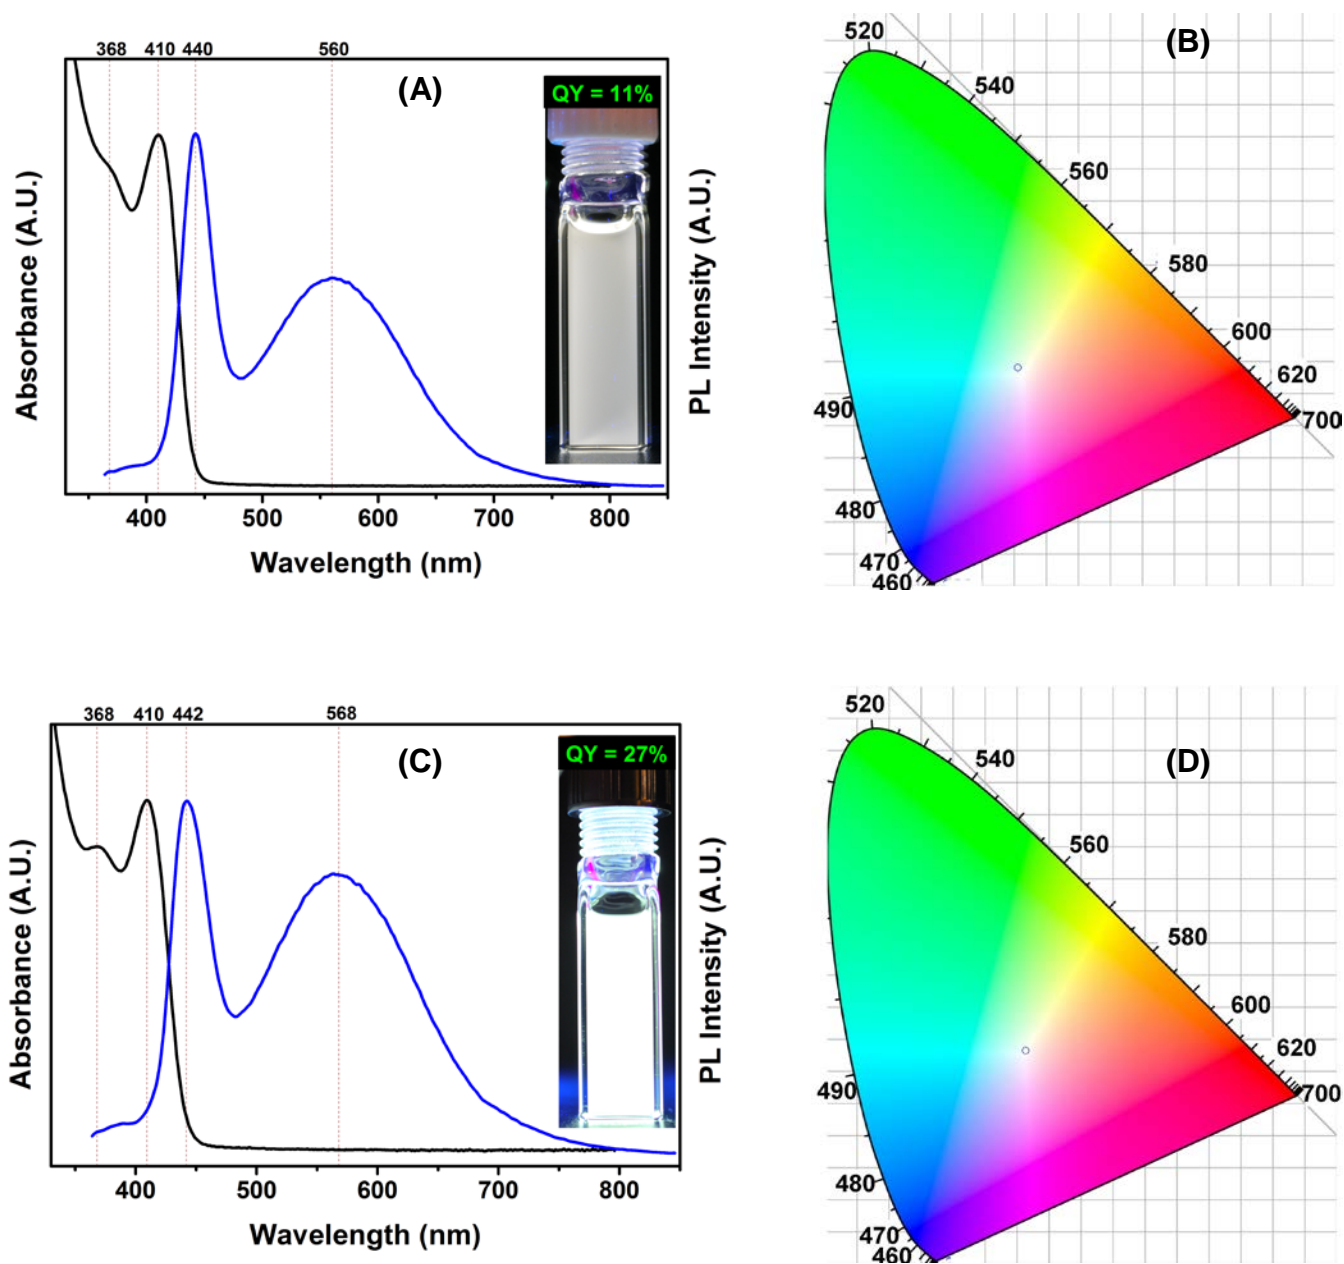 368 410 440 560
(A)
QY = 11%
Absorbance (A.U.)
PL Intensity (A.U.)
400 500 600 700 800
Wavelength (nm)
(B)
520
540
560
580
600
620
700
490
480
470
460
368 410 442 568
(C)
QY = 27%
Absorbance (A.U.)
PL Intensity (A.U.)
400 500 600 700 800
Wavelength (nm)
(D)
520
540
560
580
600
620
700
490
480
470
460